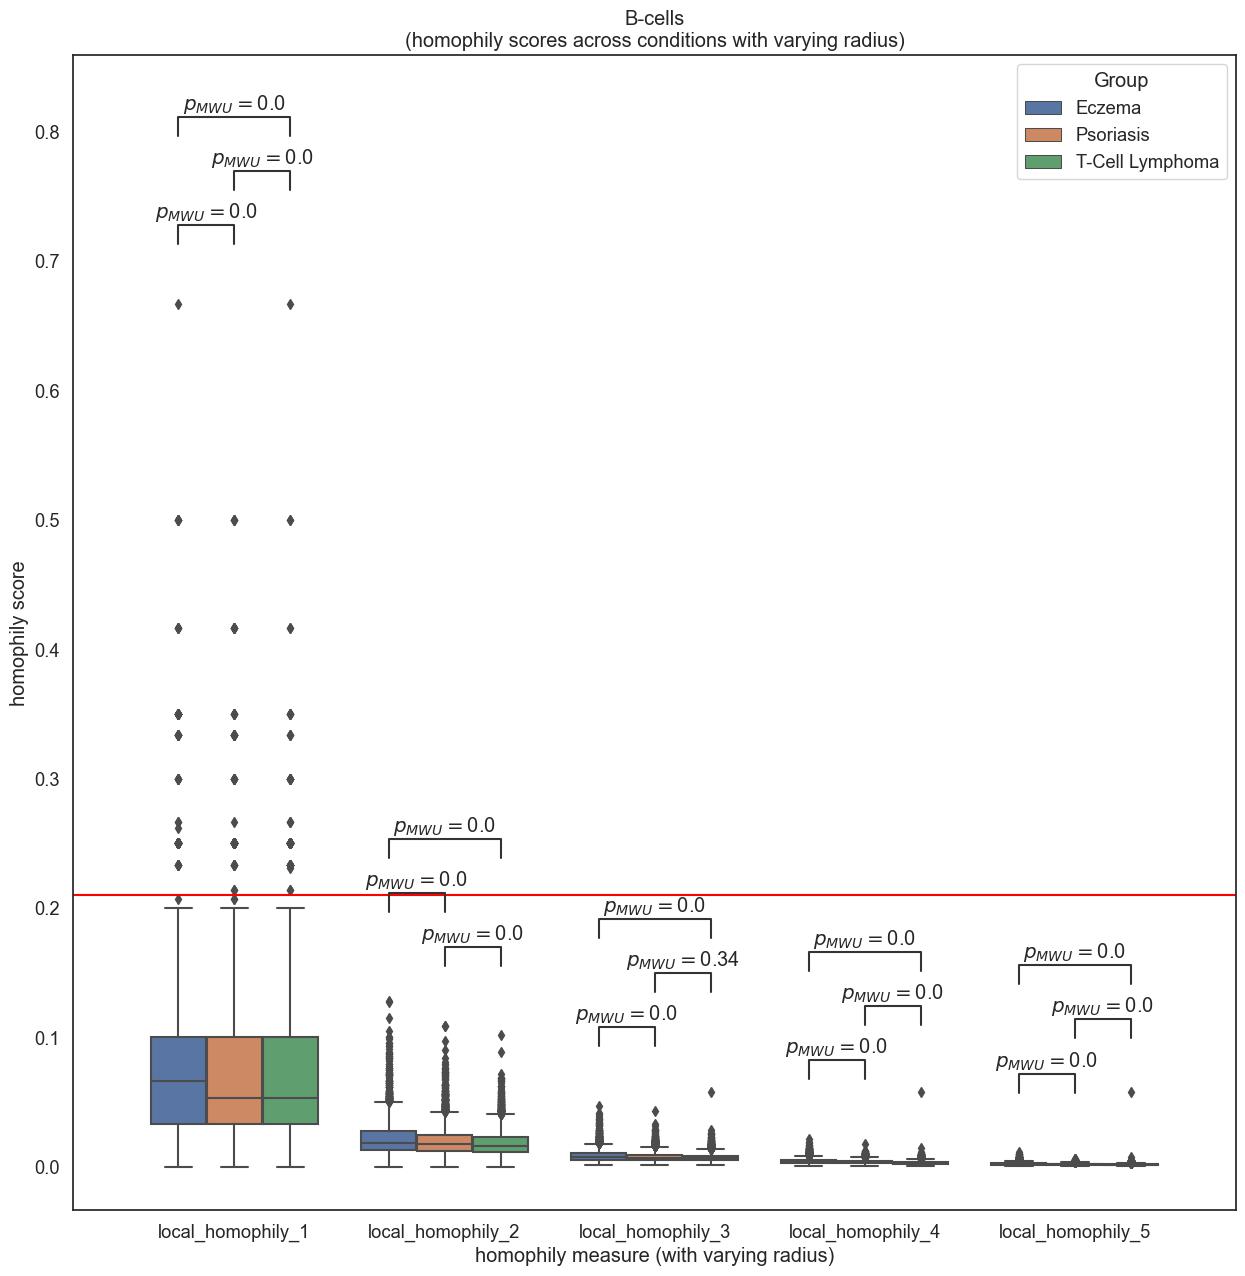 B-cells
(homophily scores across conditions with varying radius)
Group
Eczema
Psoriasis
T-Cell Lymphoma
homophily score
0.8
0.7
0.6
0.5
0.4
0.3
0.2
0.1
0.0
p_MWU = 0.0
p_MWU = 0.0
p_MWU = 0.0
p_MWU = 0.0
p_MWU = 0.0
p_MWU = 0.0
p_MWU = 0.0
p_MWU = 0.34
p_MWU = 0.0
p_MWU = 0.0
p_MWU = 0.0
p_MWU = 0.0
p_MWU = 0.0
p_MWU = 0.0
p_MWU = 0.0
local_homophily_1 local_homophily_2 local_homophily_3 local_homophily_4 local_homophily_5
homophily measure (with varying radius)